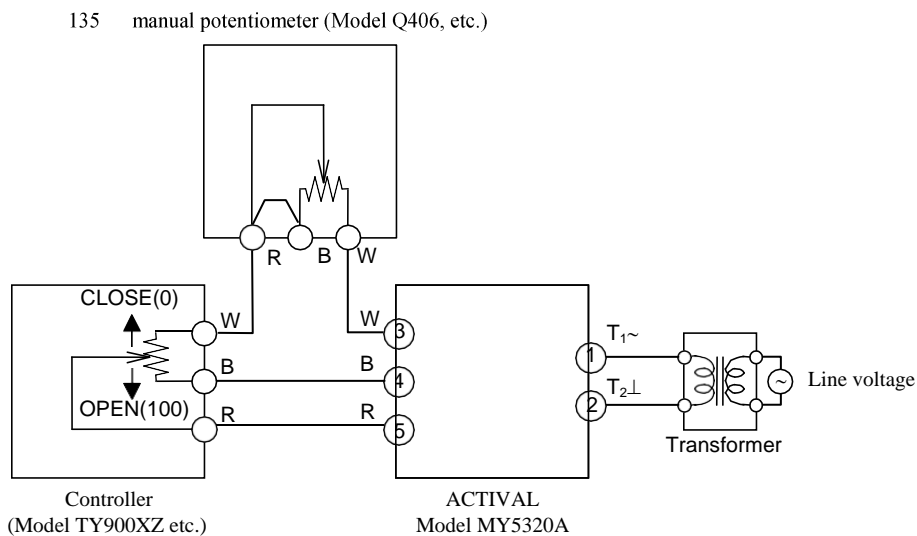 135 manual potentiometer (Model Q406, etc.)
R B W
CLOSE(0)
OPEN(100)
W
B
R
W
B
R
3
4
5
1
2
T₁~
T₂⊥
~
Line voltage
Transformer
Controller
(Model TY900XZ etc.)
ACTIVAL
Model MY5320A